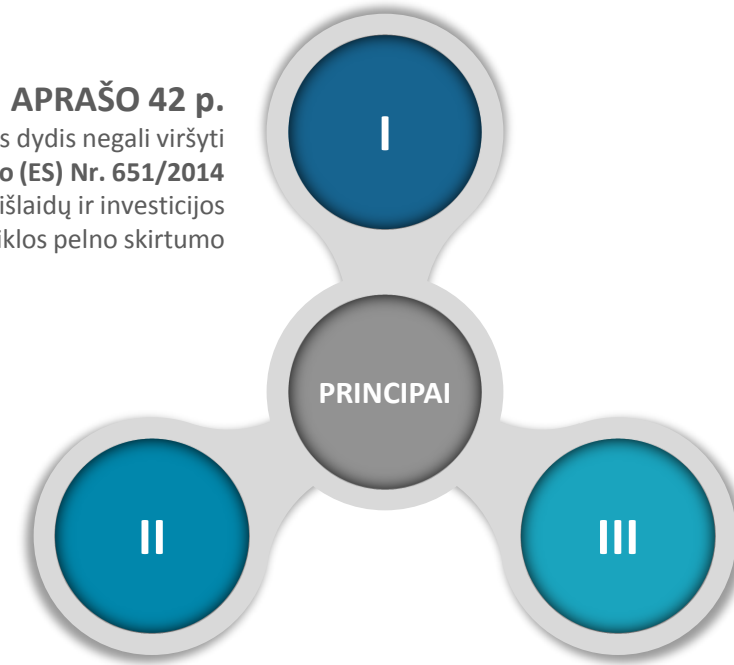 APRAŠO 42 p.
s dydis negali viršyti
o (ES) Nr. 651/2014
išlaidų ir investicijos
iklos pelno skirtumo
I
PRINCIPAI
II
III